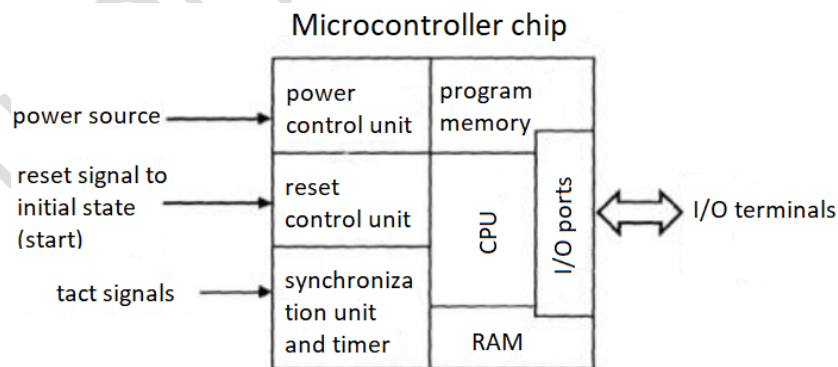 Microcontroller chip
power source
reset signal to
initial state
(start)
tact signals
power
control unit
program
memory
reset
control unit
CPU
I/O ports
synchroniza
tion unit
and timer
RAM
I/O terminals